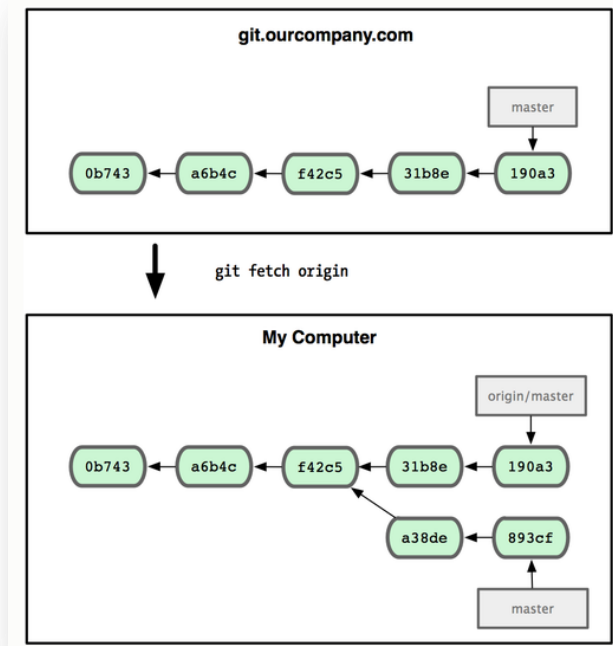 git.ourcompany.com
master
0b743 a6b4c f42c5 31b8e 190a3
git fetch origin
My Computer
origin/master
0b743 a6b4c f42c5 31b8e 190a3
a38de 893cf
master